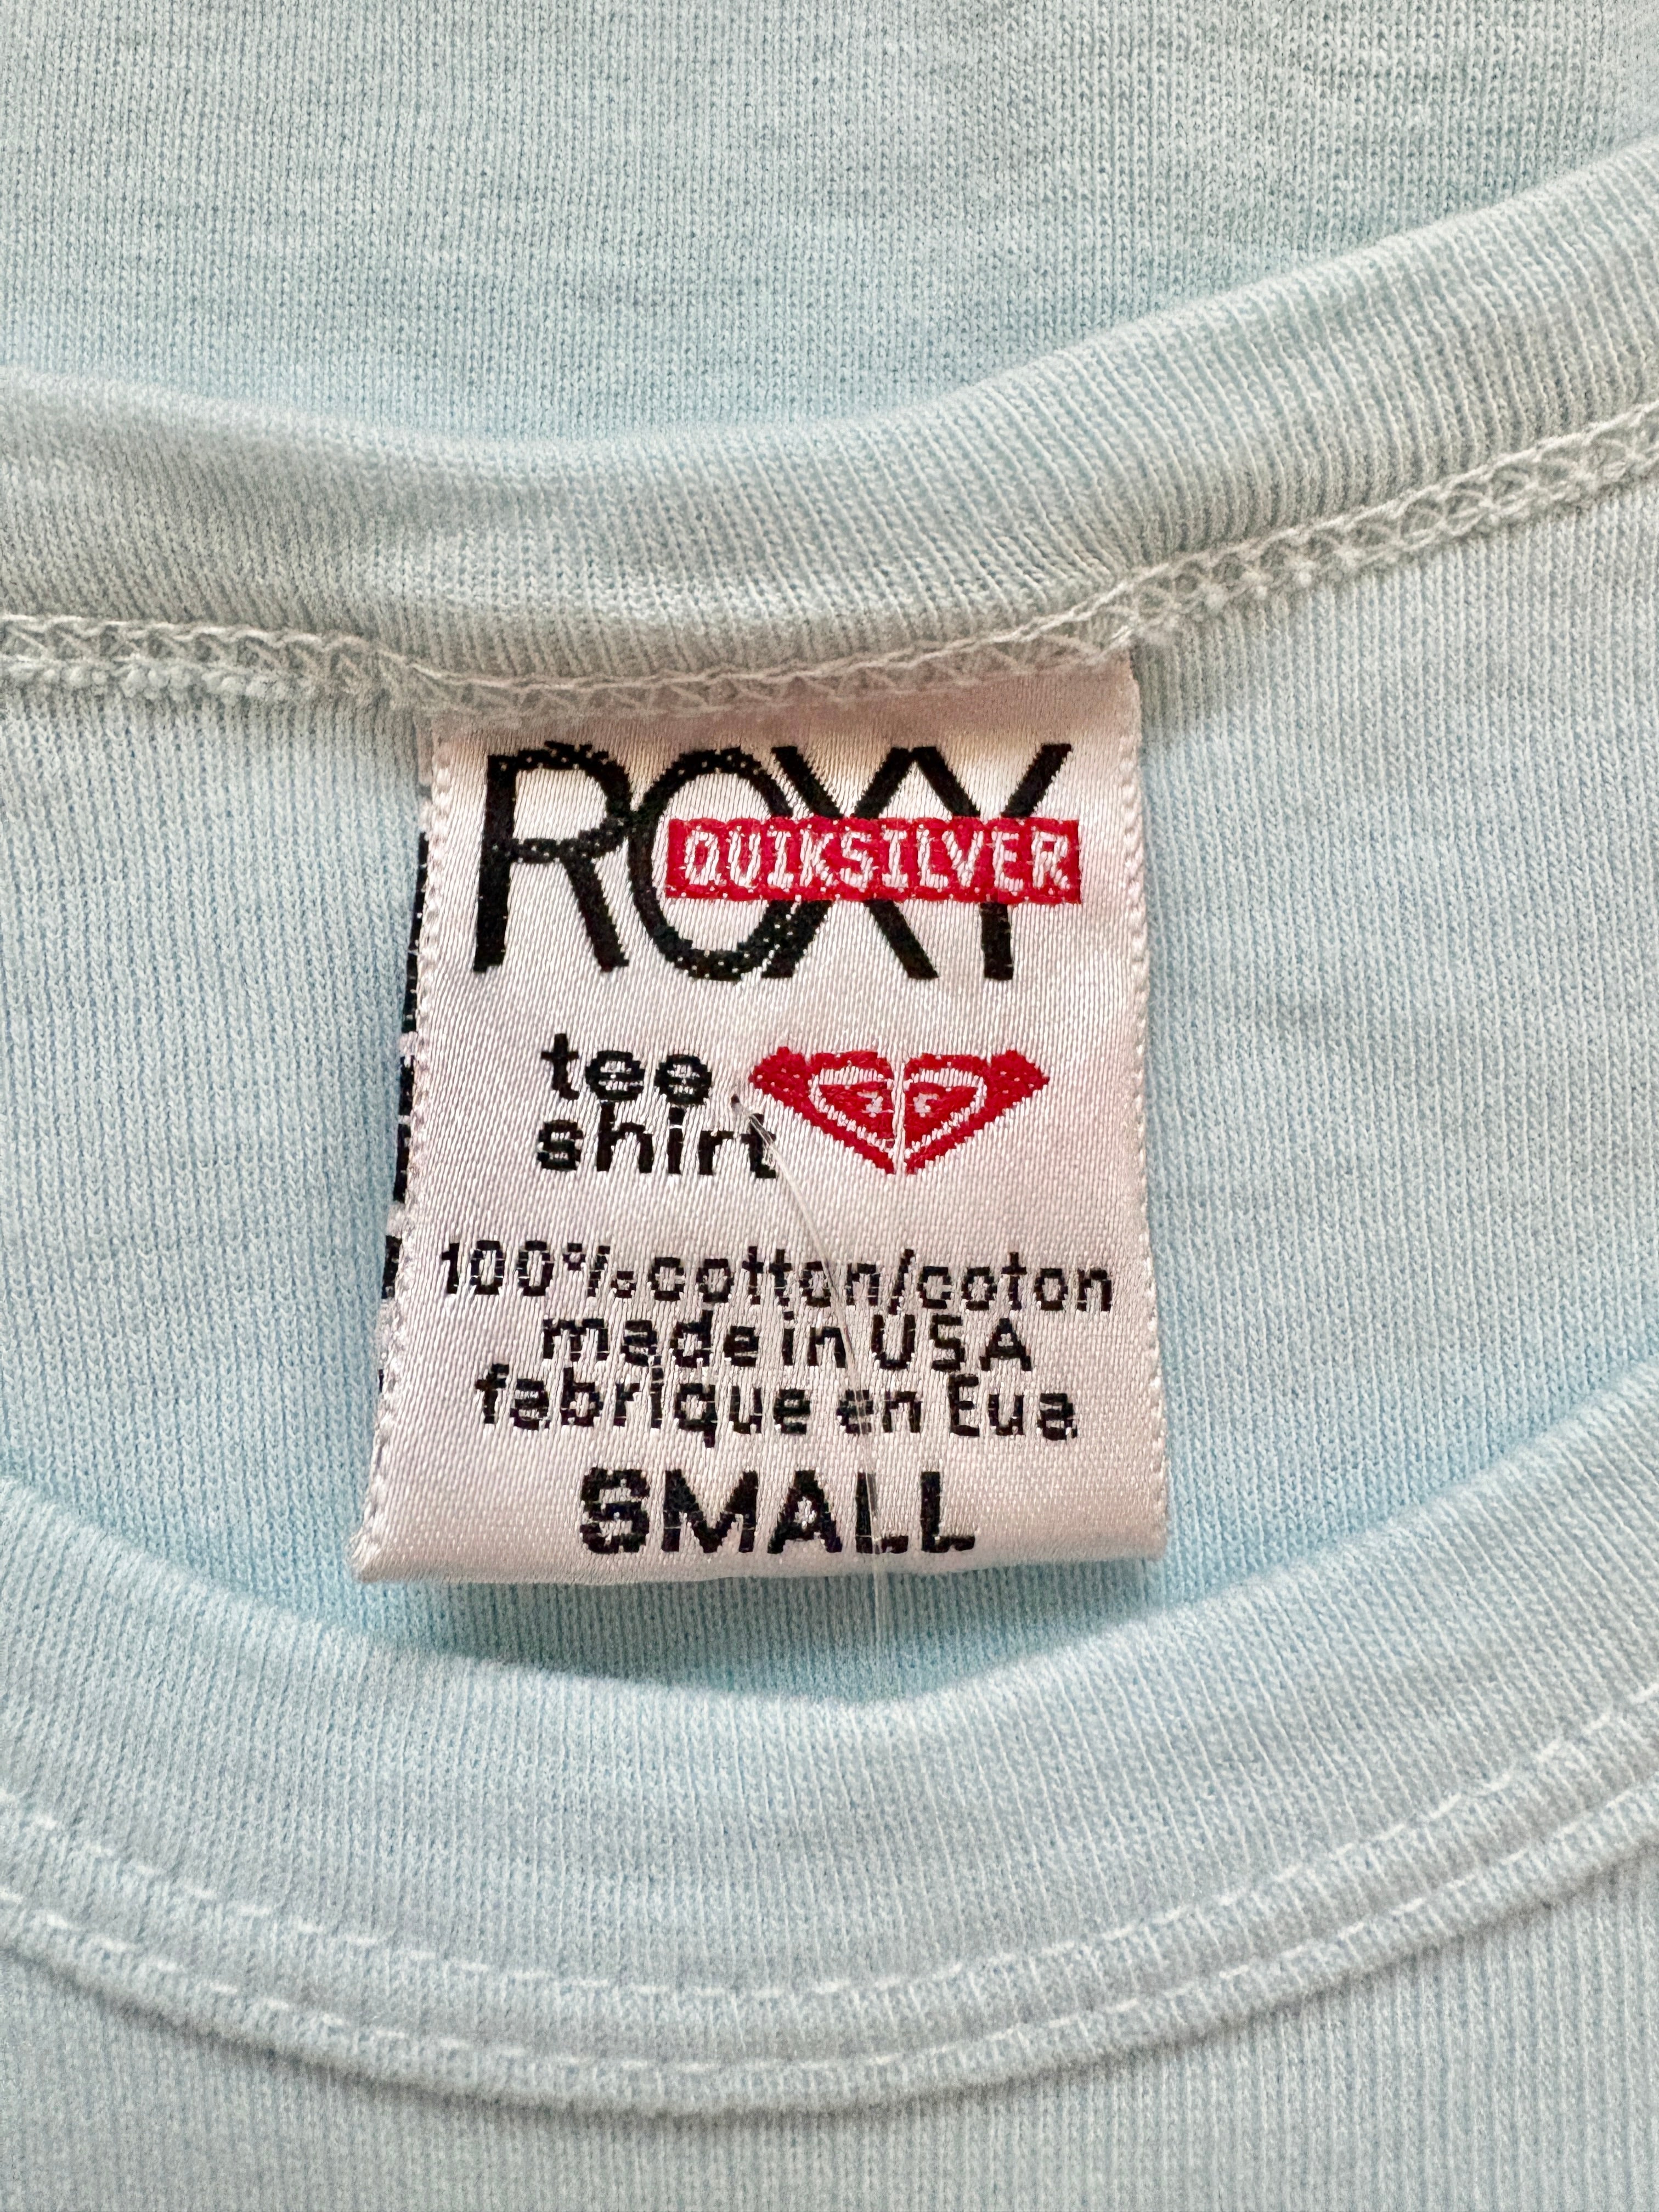 ROXY
QUIKSILVER
tee
shirt
100% cotton/coton
made in USA
fabrique en Eua
SMALL